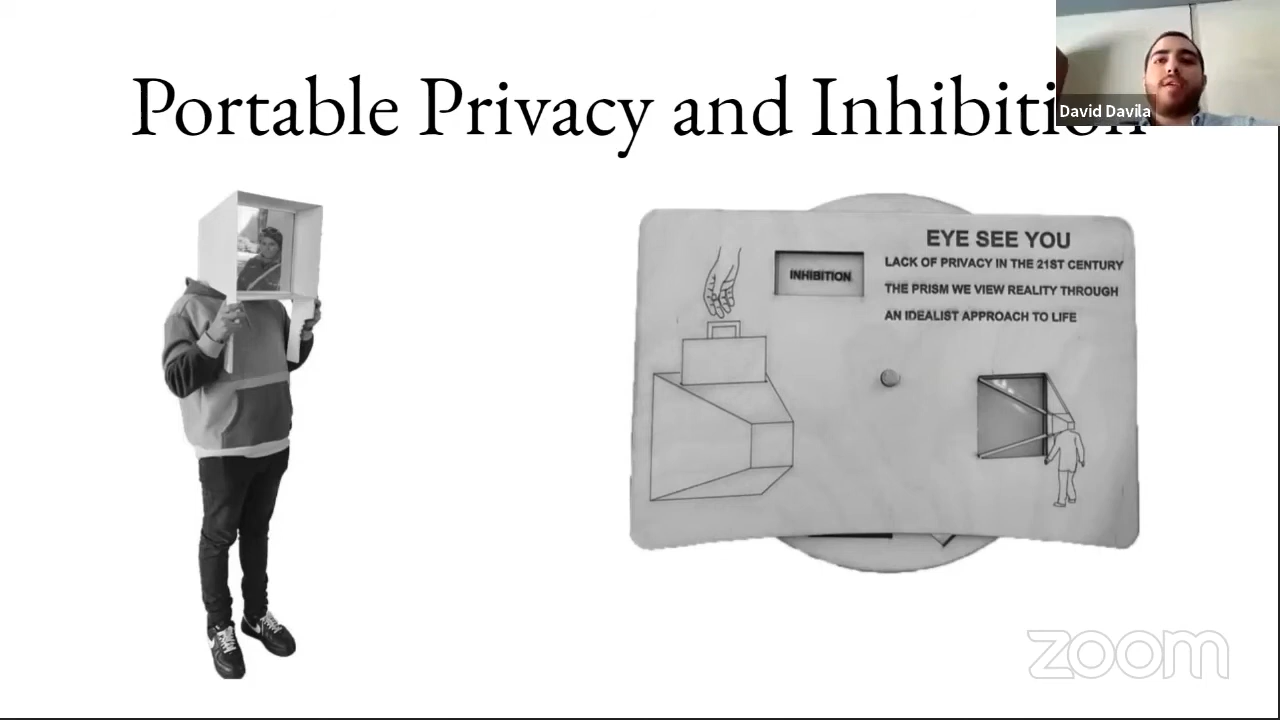 Portable Privacy and Inhibition
David Davila
INHIBITION
EYE SEE YOU
LACK OF PRIVACY IN THE 21ST CENTURY
THE PRISM WE VIEW REALITY THROUGH
AN IDEALIST APPROACH TO LIFE
zoom